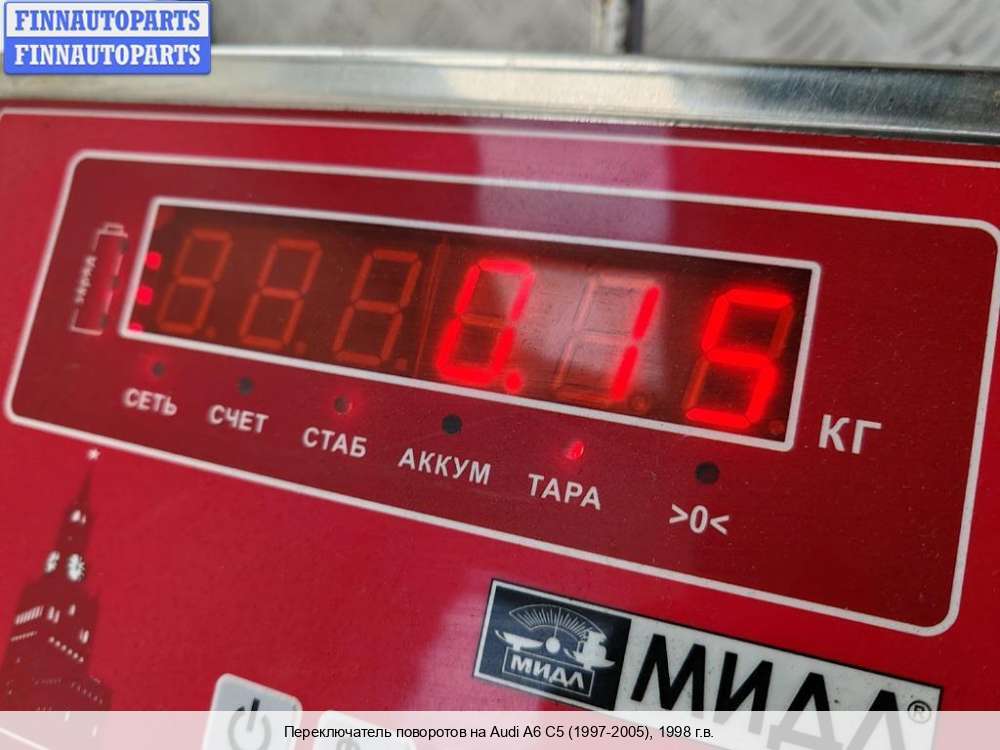 FINNAUTOPARTS
FINNAUTOPARTS
0.15
КГ
СЕТЬ СЧЕТ СТАБ АККУМ ТАРА >0<
МИДЛ
МИДЛ®
Переключатель поворотов на Audi A6 C5 (1997-2005), 1998 г.в.